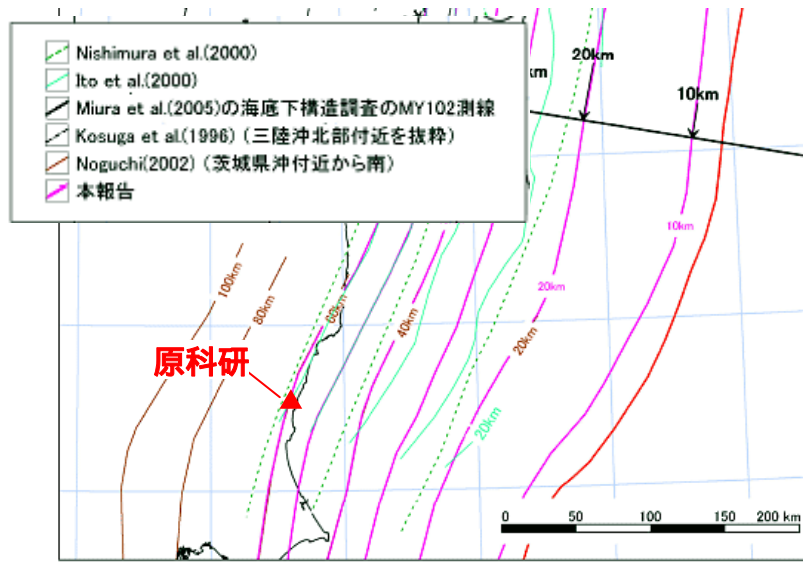 Nishimura et al.(2000)
Ito et al.(2000)
Miura et al.(2005)の海底下構造調査のMY102測線
Kosuga et al.(1996) (三陸沖北部付近を抜粋)
Noguchi(2002) (茨城県沖付近から南)
本報告
km
20km
10km
10km
20km
100km
80km
60km
40km
20km
20km
原科研
0 50 100 150 200 km